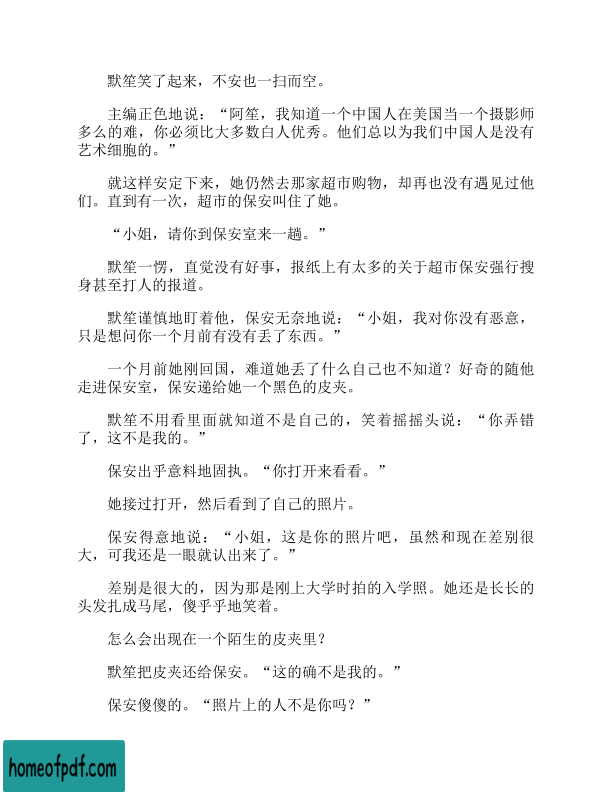 默笙笑了起来，不安也一扫而空。
主编正色地说：“阿笙，我知道一个中国人在美国当一个摄影师
多么的难，你必须比大多数白人优秀。他们总以为我们中国人是没有
艺术细胞的。”
就这样安定下来，她仍然去那家超市购物，却再也没有遇见过他
们。直到有一次，超市的保安叫住了她。
“小姐，请你到保安室来一趟。”
默笙一愣，直觉没有好事，报纸上有太多的关于超市保安强行搜
身甚至打人的报道。
默笙谨慎地盯着他，保安无奈地说：“小姐，我对你没有恶意，
只是想问你一个月前有没有丢了东西。”
一个月前她刚回国，难道她丢了什么自己也不知道？好奇的随他
走进保安室，保安递给她一个黑色的皮夹。
默笙不用看里面就知道不是自己的，笑着摇摇头说：“你弄错
了，这不是我的。”
保安出乎意料地固执。“你打开来看看。”
她接过打开，然后看到了自己的照片。
保安得意地说：“小姐，这是你的照片吧，虽然和现在差别很
大，可我还是一眼就认出来了。”
差别是很大的，因为那是刚上大学时拍的入学照。她还是长长的
头发扎成马尾，傻乎乎地笑着。
怎么会出现在一个陌生的皮夹里？
默笙把皮夹还给保安。“这的确不是我的。”
保安傻傻的。“照片上的人不是你吗？”
homeofpdf.com